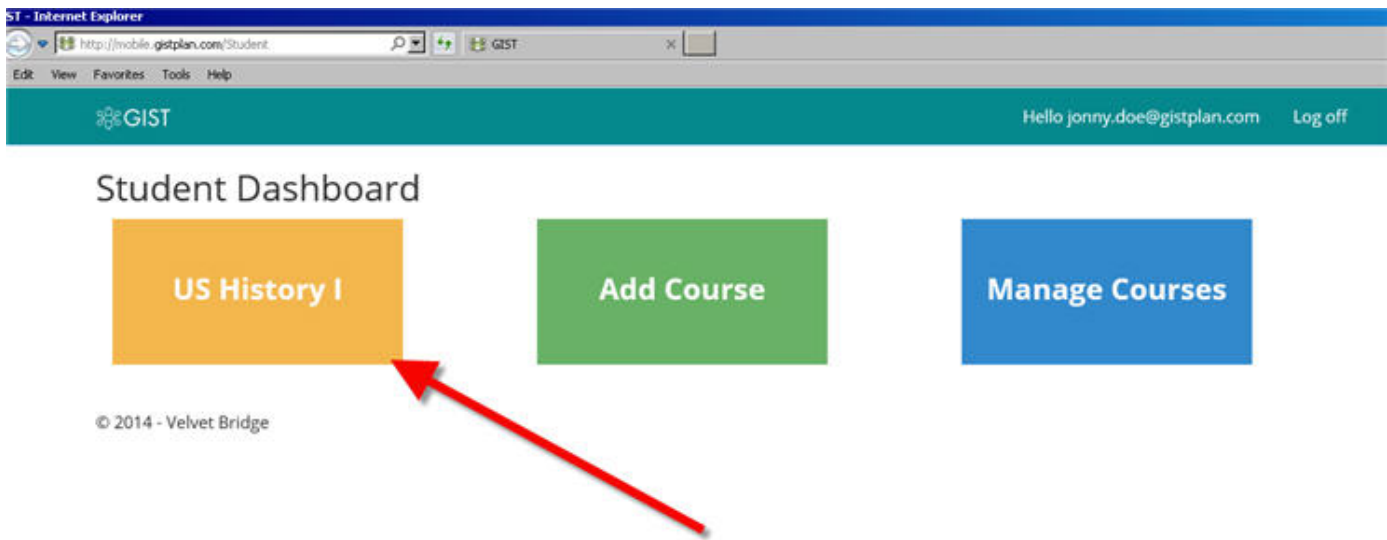 ST - Internet Explorer
http://mobile.gistplan.com/Student
GIST
Edit View Favorites Tools Help
GIST
Hello jonny.doe@gistplan.com Log off
Student Dashboard
US History I
Add Course
Manage Courses
© 2014 - Velvet Bridge